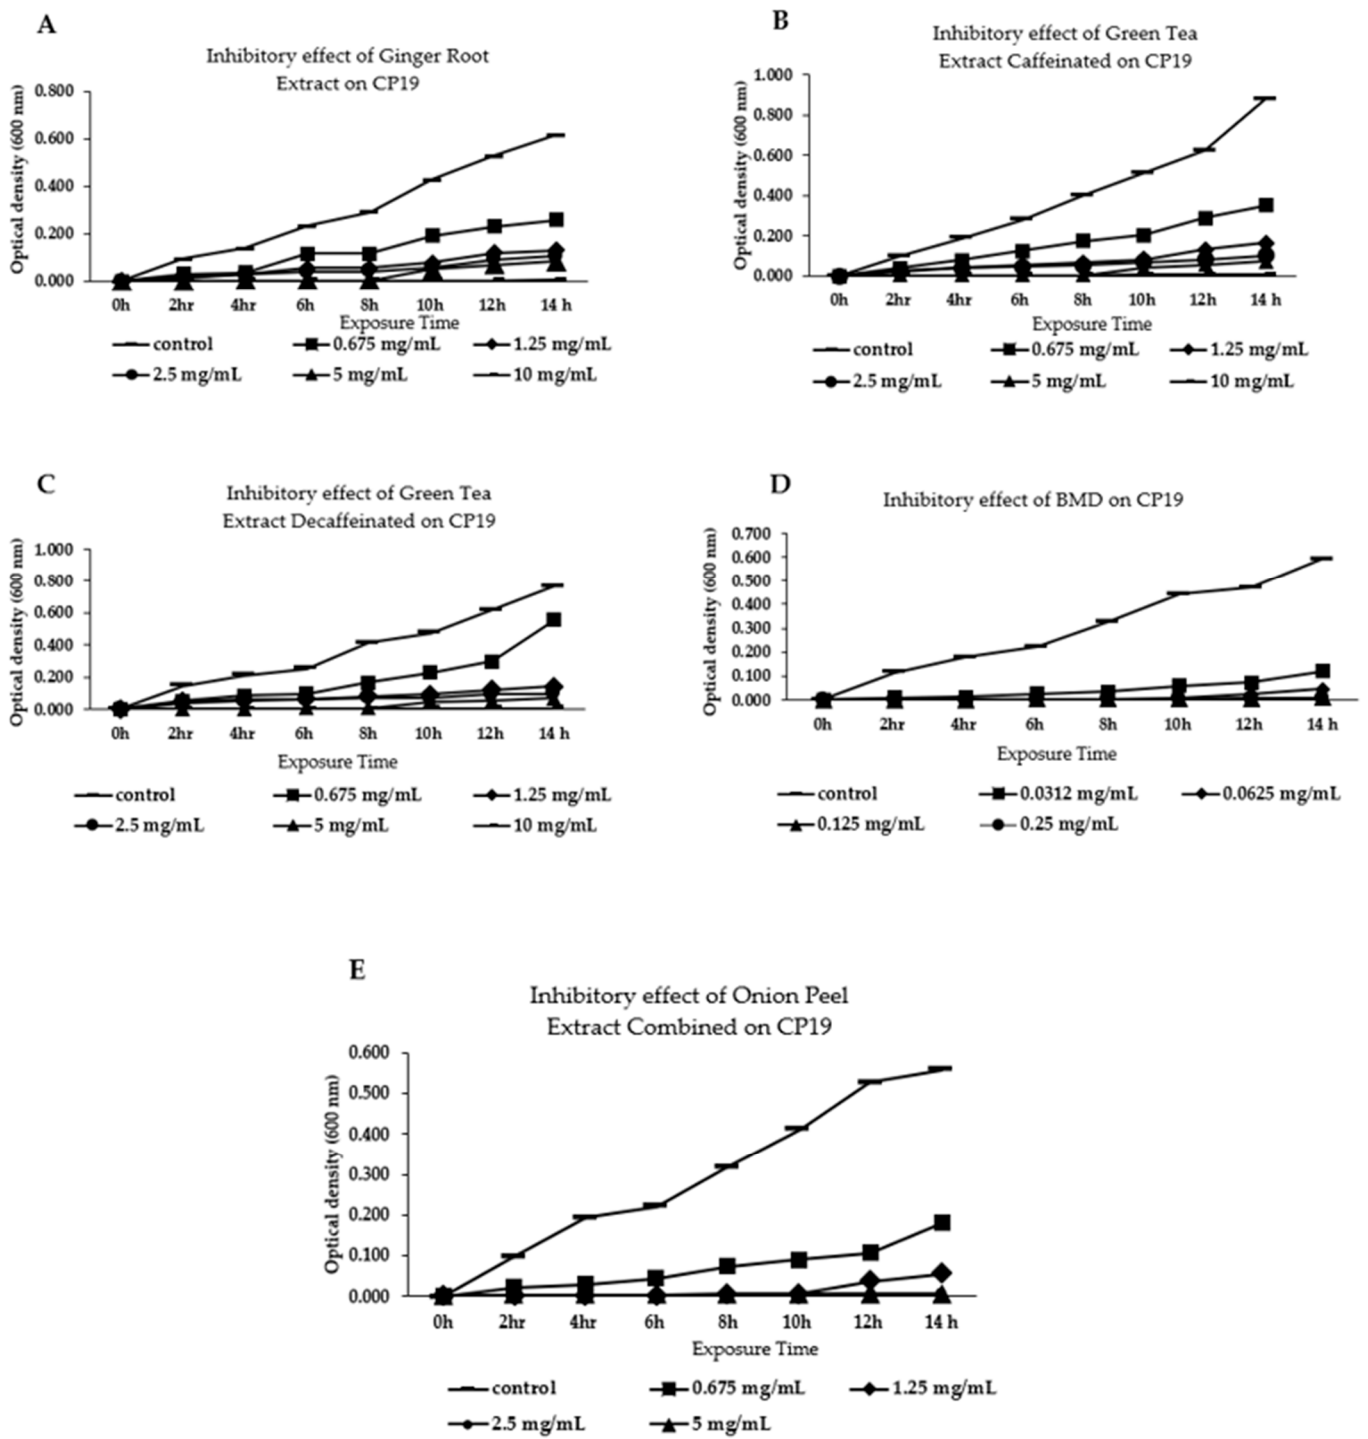 A
Inhibitory effect of Ginger Root
Extract on CP19
Optical density (600 nm)
0.800
0.600
0.400
0.200
0.000
0h 2hr 4hr 6h 8h 10h 12h 14 h
Exposure Time
control 0.675 mg/mL 1.25 mg/mL
2.5 mg/mL 5 mg/mL 10 mg/mL
B
Inhibitory effect of Green Tea
Extract Caffeinated on CP19
Optical density (600 nm)
1.000
0.800
0.600
0.400
0.200
0.000
0h 2hr 4hr 6h 8h 10h 12h 14 h
Exposure Time
control 0.675 mg/mL 1.25 mg/mL
2.5 mg/mL 5 mg/mL 10 mg/mL
C
Inhibitory effect of Green Tea
Extract Decaffeinated on CP19
Optical density (600 nm)
1.000
0.800
0.600
0.400
0.200
0.000
0h 2hr 4hr 6h 8h 10h 12h 14 h
Exposure Time
control 0.675 mg/mL 1.25 mg/mL
2.5 mg/mL 5 mg/mL 10 mg/mL
D
Inhibitory effect of BMD on CP19
Optical density (600 nm)
0.700
0.600
0.500
0.400
0.300
0.200
0.100
0.000
0h 2hr 4hr 6h 8h 10h 12h 14 h
Exposure Time
control 0.0312 mg/mL 0.0625 mg/mL
0.125 mg/mL 0.25 mg/mL
E
Inhibitory effect of Onion Peel
Extract Combined on CP19
Optical density (600 nm)
0.600
0.500
0.400
0.300
0.200
0.100
0.000
0h 2hr 4hr 6h 8h 10h 12h 14 h
Exposure Time
control 0.675 mg/mL 1.25 mg/mL
2.5 mg/mL 5 mg/mL